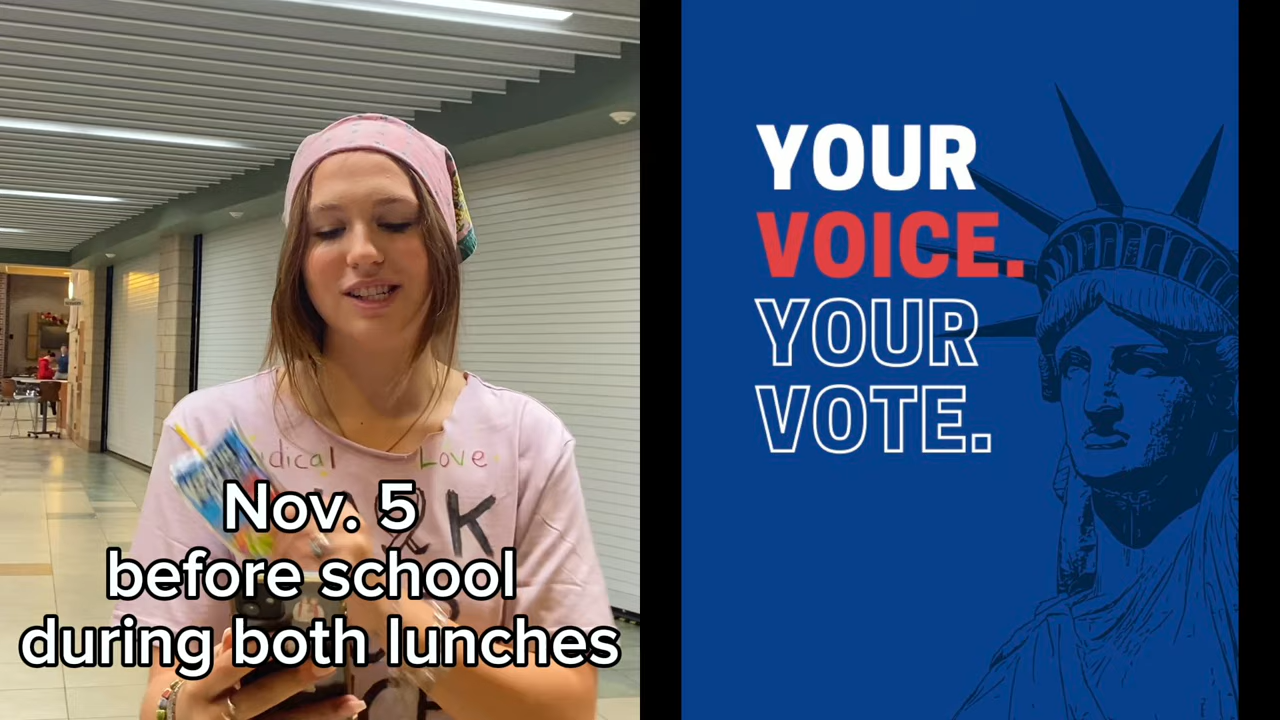 Love
K
Nov. 5
before school
during both lunches
YOUR
VOICE.
YOUR
VOTE.